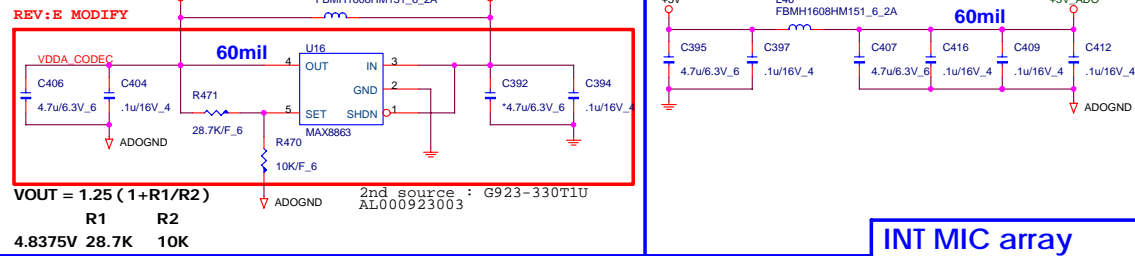 REV:E MODIFY
FBMH1608HM151_6_2A
VDDA_CODEC
60mil
U16
4 OUT IN 3
GND 2
5 SET SHDN 1
MAX8863
C406
4.7u/6.3V_6
C404
.1u/16V_4
R471
28.7K/F_6
R470
10K/F_6
C392
*4.7u/6.3V_6
C394
.1u/16V_4
ADOGND
ADOGND
VOUT = 1.25 ( 1+R1/R2 )
R1 R2
4.8375V 28.7K 10K
2nd source : G923-330T1U
AL000923003
+5V
L40
FBMH1608HM151_6_2A
60mil
+5V_ADO
C395
4.7u/6.3V_6
C397
.1u/16V_4
C407
4.7u/6.3V_6
C416
.1u/16V_4
C409
.1u/16V_4
C412
.1u/16V_4
ADOGND
INT MIC array